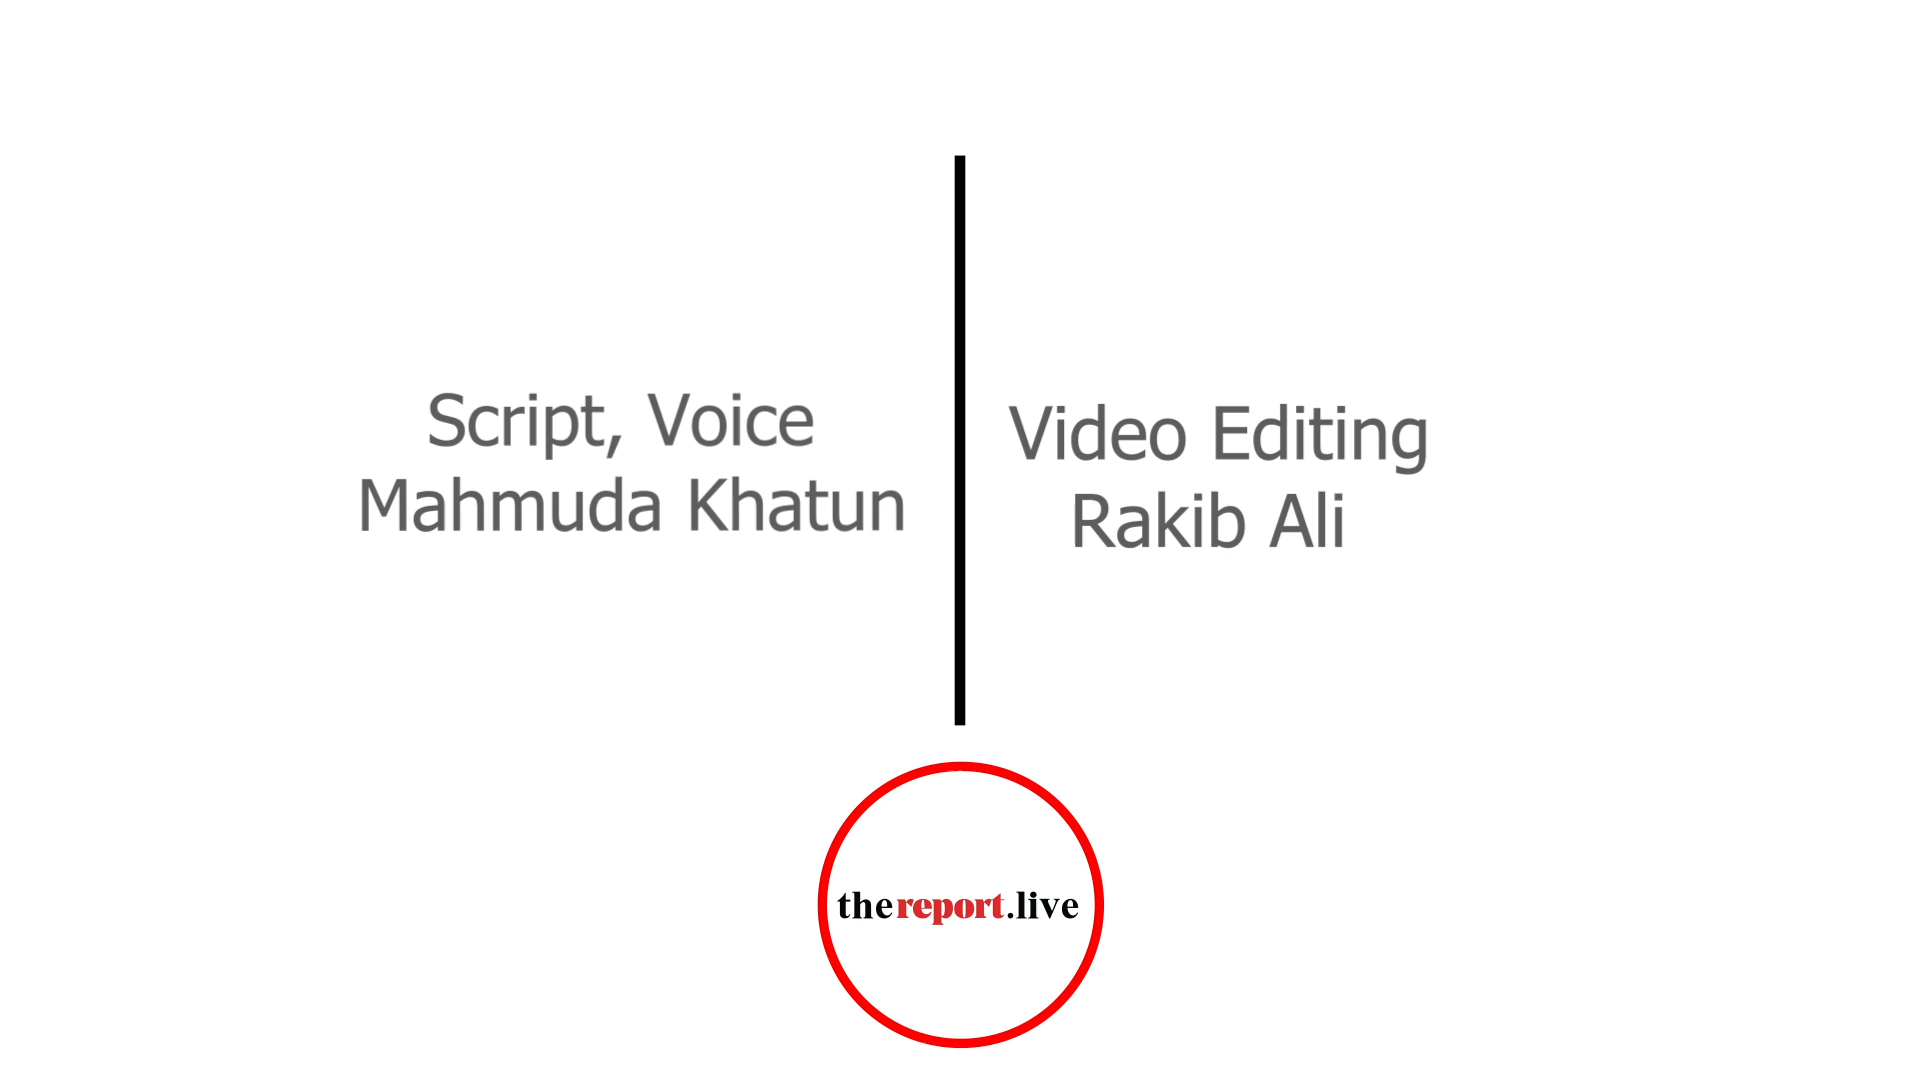 Script, Voice
Mahmuda Khatun
Video Editing
Rakib Ali
thereport.live